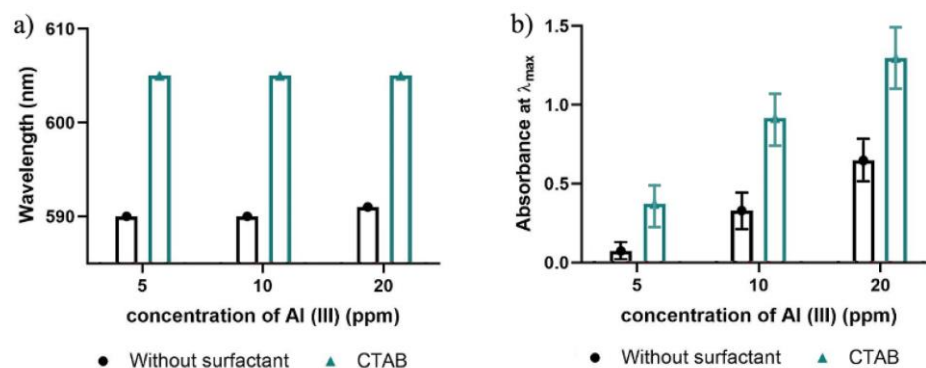 a)
Wavelength (nm)
610
600
590
5
10
20
concentration of Al (III) (ppm)
● Without surfactant ▲ CTAB
b)
Absorbance at λmax
1.5
1.0
0.5
0.0
5
10
20
concentration of Al (III) (ppm)
● Without surfactant ▲ CTAB